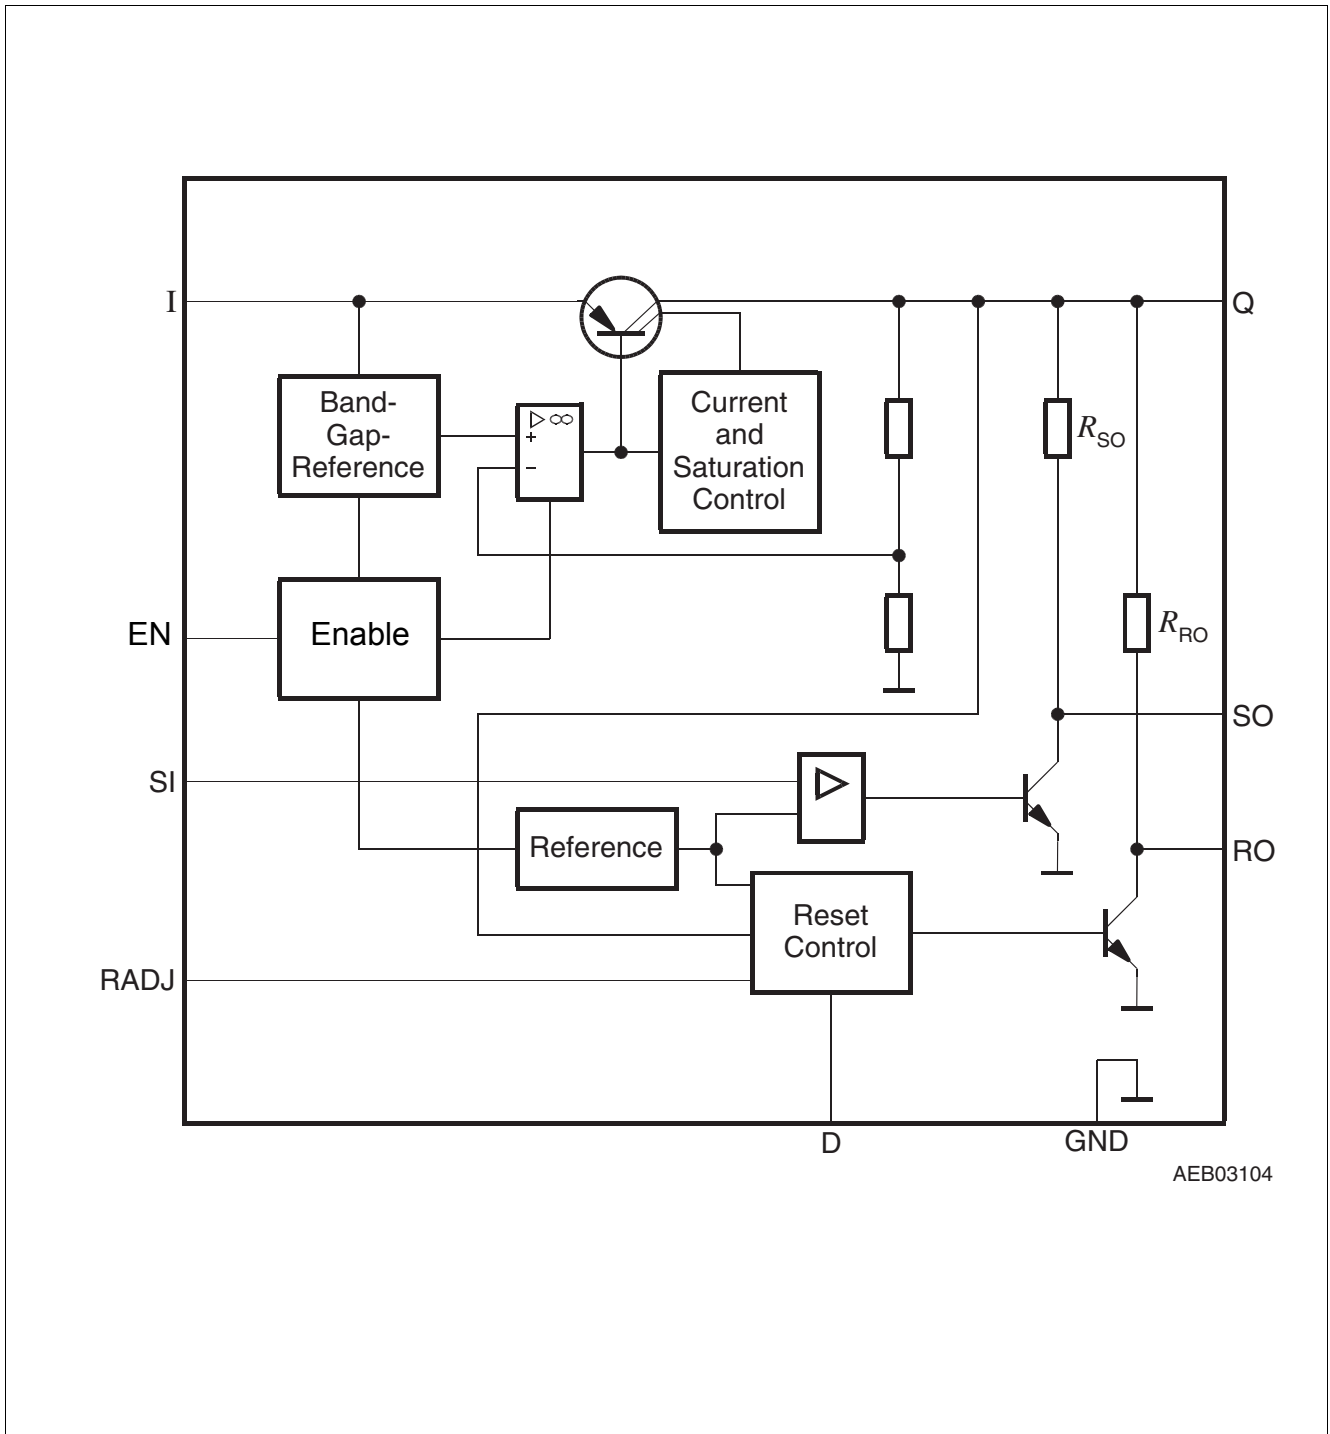 I
Q
Band-
Gap-
Reference
▷ ∞
+
−
Current
and
Saturation
Control
RSO
EN
Enable
RRO
SO
SI
Reference
RO
Reset
Control
RADJ
D
GND
AEB03104